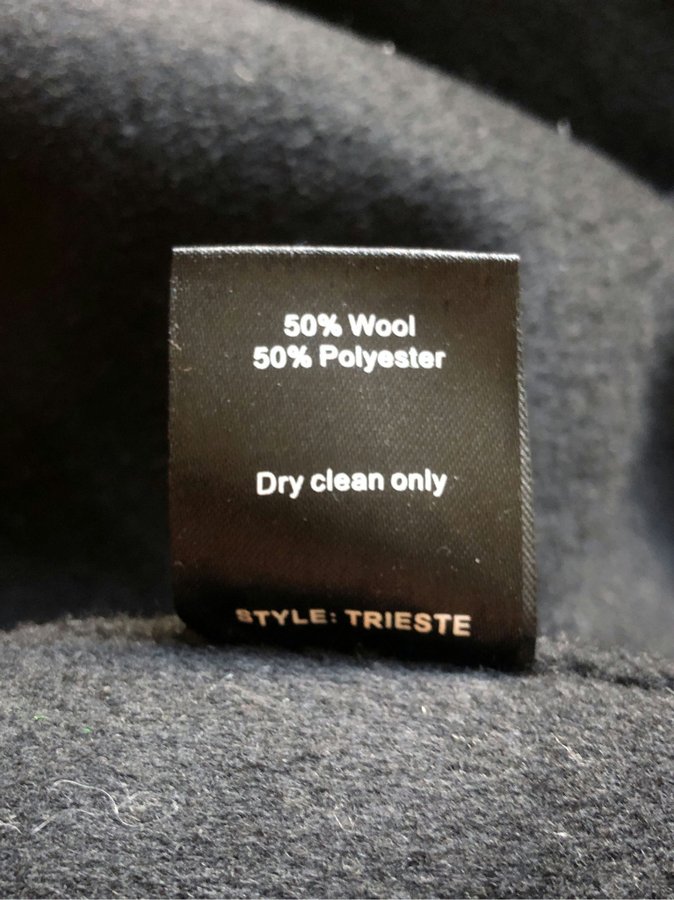 50% Wool
50% Polyester
Dry clean only
STYLE: TRIESTE